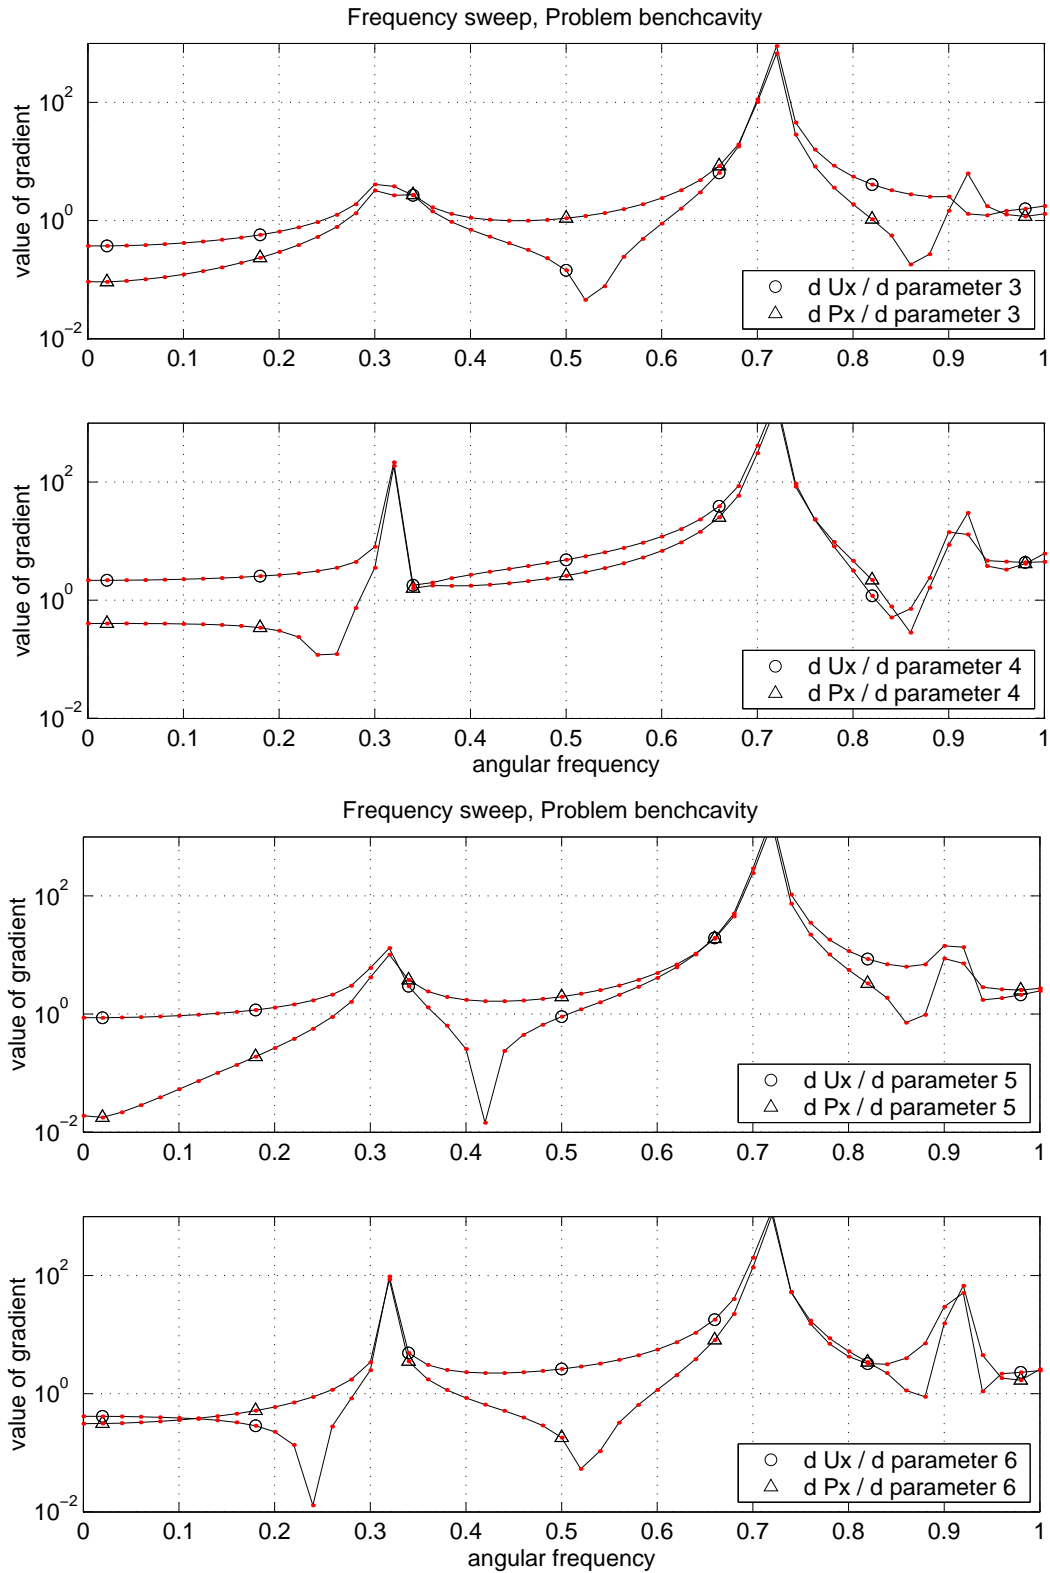 Frequency sweep, Problem benchcavity
value of gradient
10^2
10^0
10^-2
d Ux / d parameter 3
d Px / d parameter 3
0 0.1 0.2 0.3 0.4 0.5 0.6 0.7 0.8 0.9 1
value of gradient
10^2
10^0
10^-2
d Ux / d parameter 4
d Px / d parameter 4
0 0.1 0.2 0.3 0.4 0.5 0.6 0.7 0.8 0.9 1
angular frequency
Frequency sweep, Problem benchcavity
value of gradient
10^2
10^0
10^-2
d Ux / d parameter 5
d Px / d parameter 5
0 0.1 0.2 0.3 0.4 0.5 0.6 0.7 0.8 0.9 1
value of gradient
10^2
10^0
10^-2
d Ux / d parameter 6
d Px / d parameter 6
0 0.1 0.2 0.3 0.4 0.5 0.6 0.7 0.8 0.9 1
angular frequency